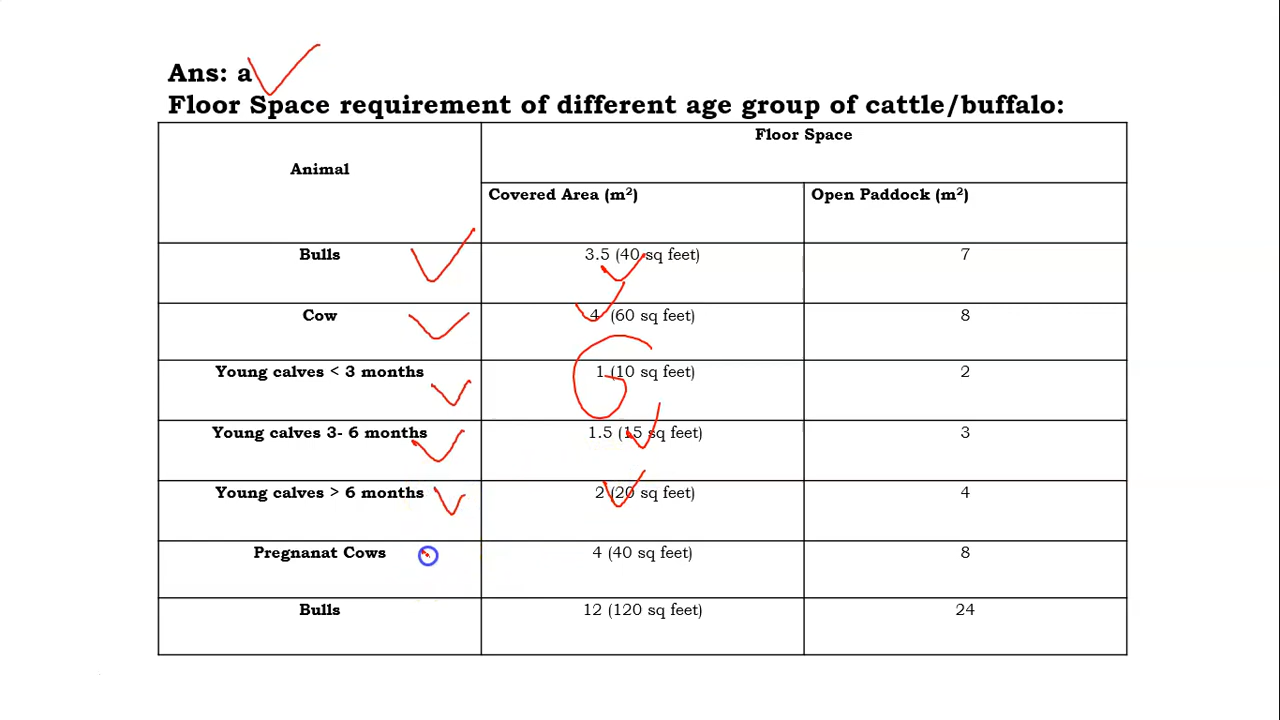 Ans: a
Floor Space requirement of different age group of cattle/buffalo:
Animal
Floor Space
Covered Area (m²)
Open Paddock (m²)
Bulls 3.5 (40 sq feet) 7
Cow 4 (60 sq feet) 8
Young calves < 3 months 1 (10 sq feet) 2
Young calves 3- 6 months 1.5 (15 sq feet) 3
Young calves > 6 months 2 (20 sq feet) 4
Pregnanat Cows 4 (40 sq feet) 8
Bulls 12 (120 sq feet) 24